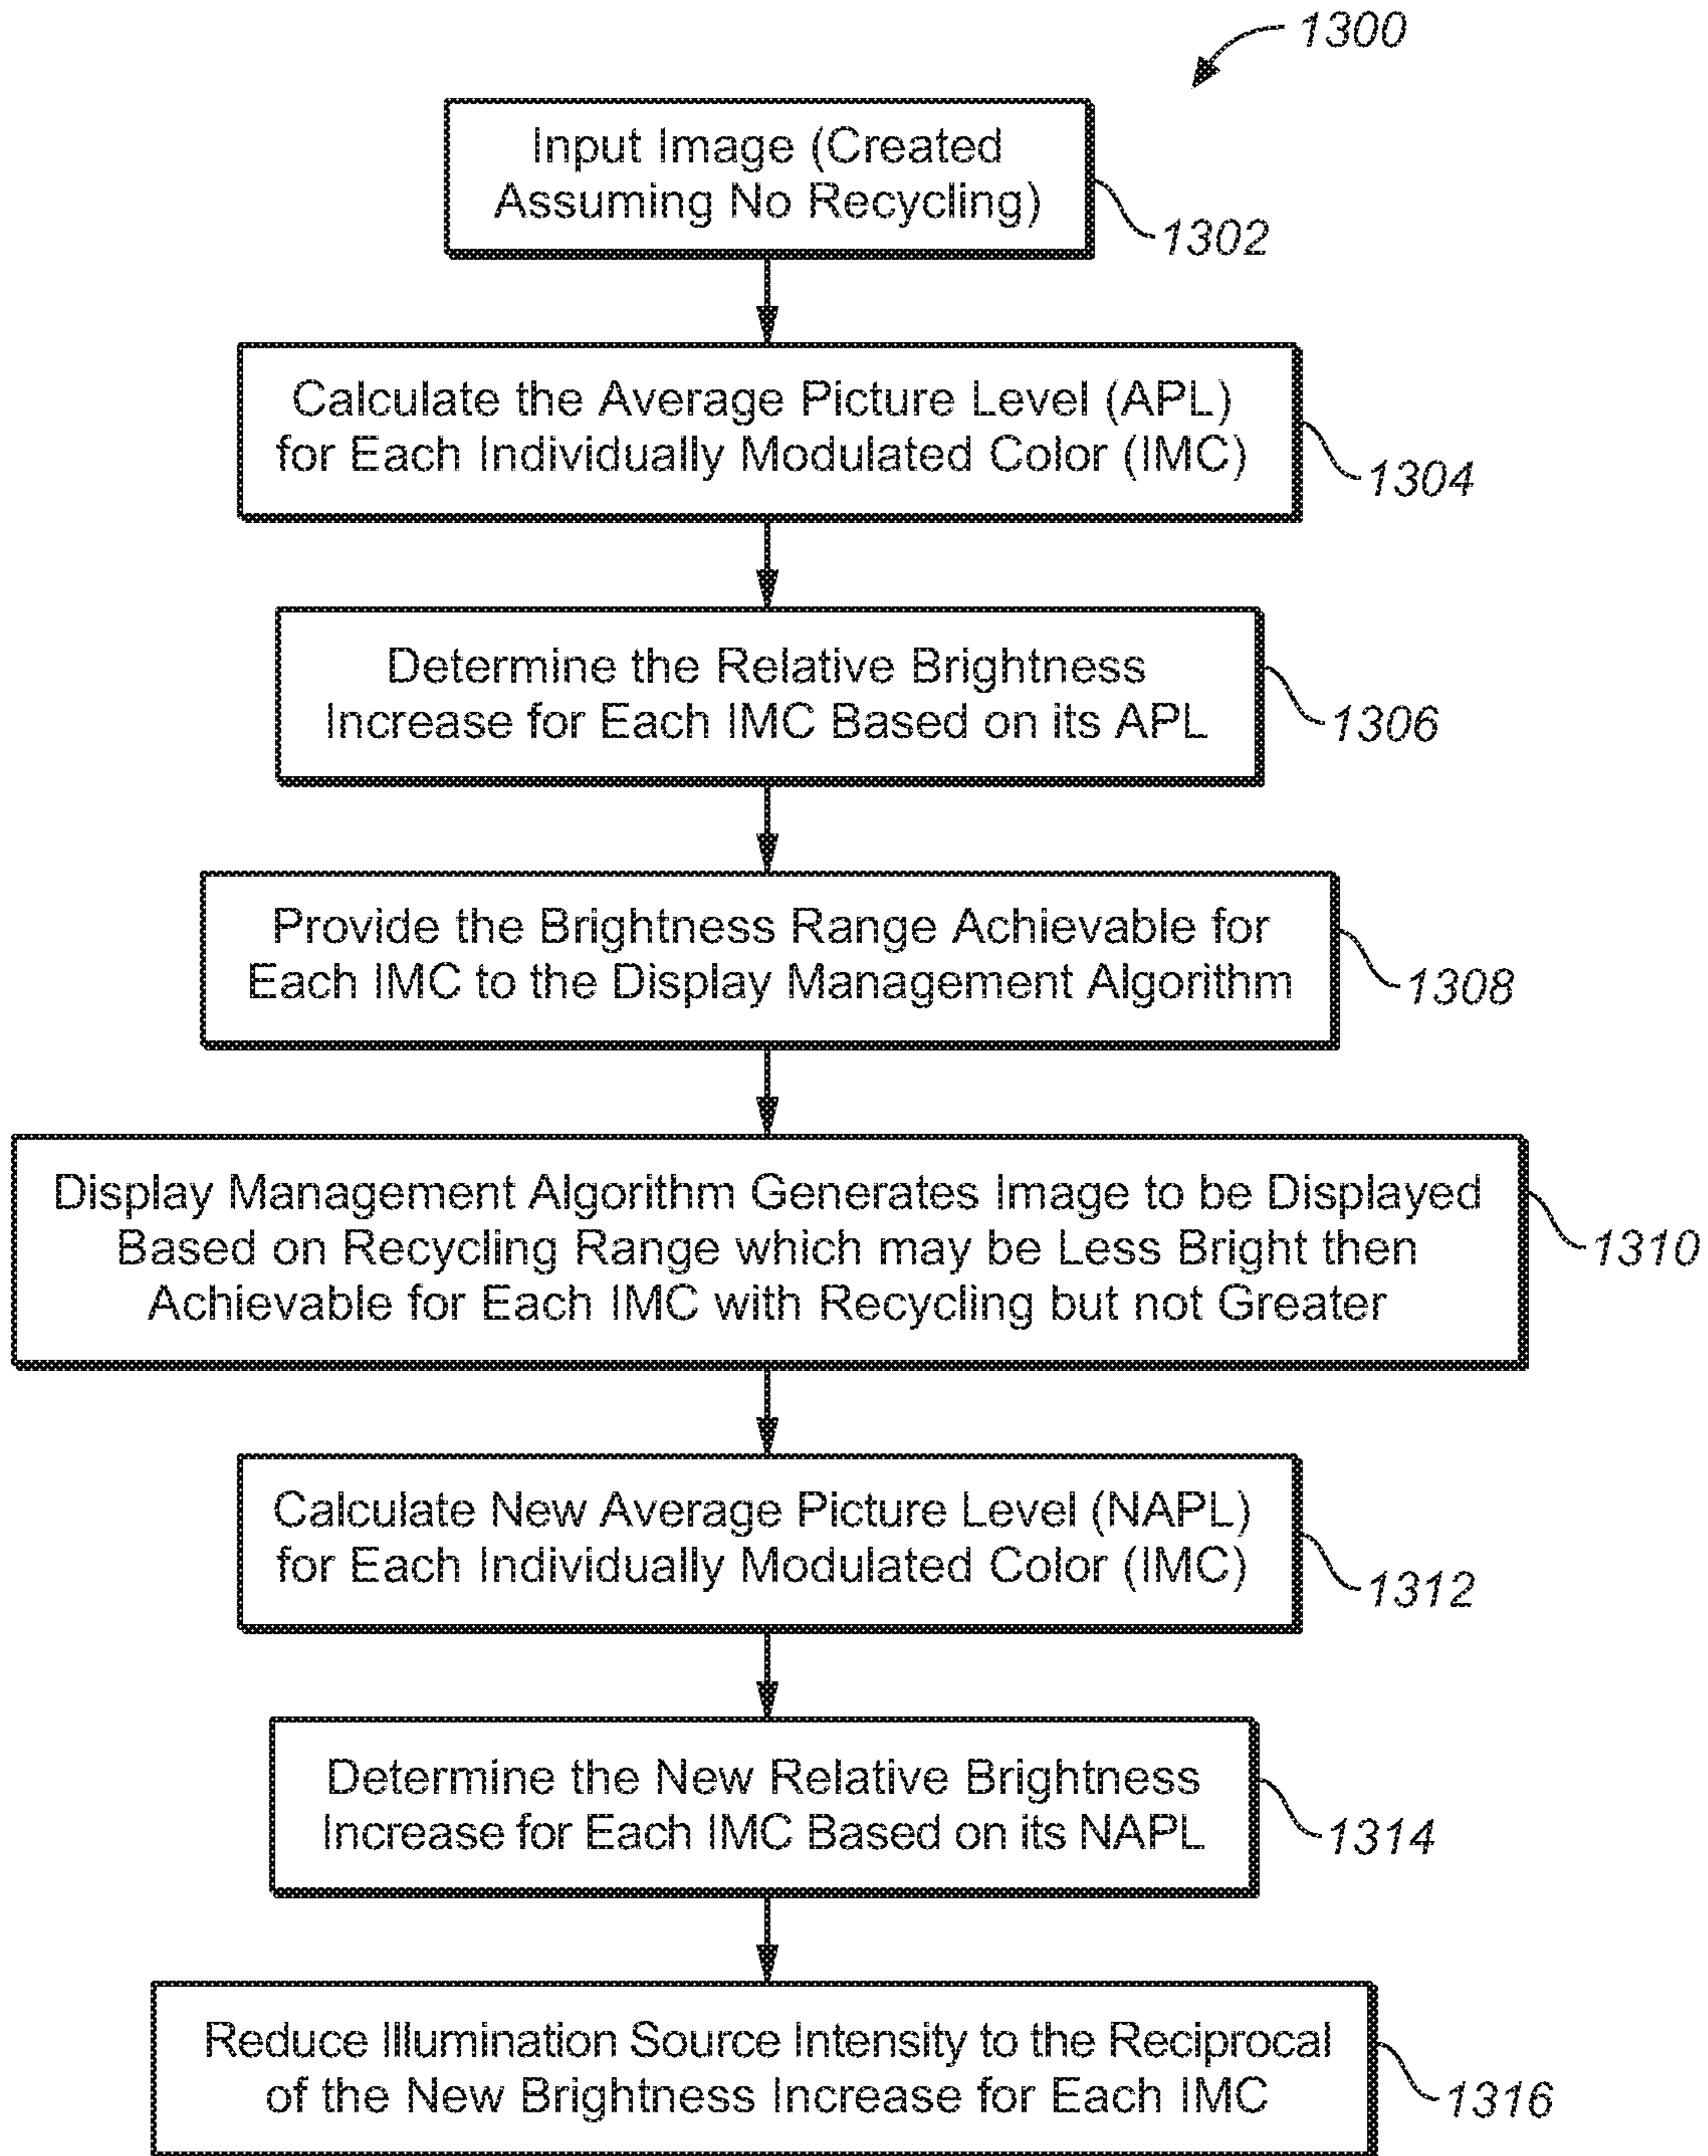 1300
Input Image (Created
Assuming No Recycling)
1302
Calculate the Average Picture Level (APL)
for Each Individually Modulated Color (IMC)
1304
Determine the Relative Brightness
Increase for Each IMC Based on its APL
1306
Provide the Brightness Range Achievable for
Each IMC to the Display Management Algorithm
1308
Display Management Algorithm Generates Image to be Displayed
Based on Recycling Range which may be Less Bright then
Achievable for Each IMC with Recycling but not Greater
1310
Calculate New Average Picture Level (NAPL)
for Each Individually Modulated Color (IMC)
1312
Determine the New Relative Brightness
Increase for Each IMC Based on its NAPL
1314
Reduce Illumination Source Intensity to the Reciprocal
of the New Brightness Increase for Each IMC
1316